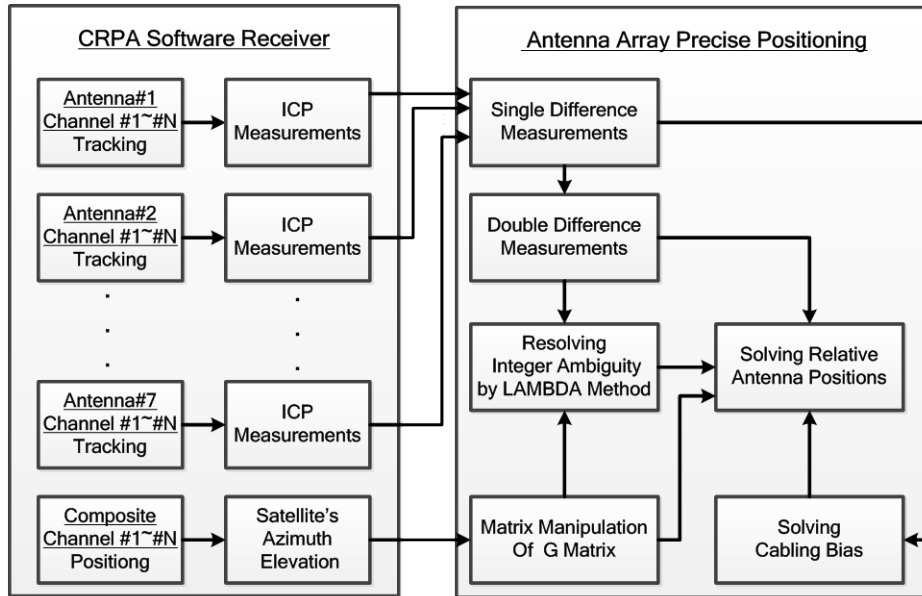 CRPA Software Receiver
Antenna#1
Channel #1~#N
Tracking
ICP
Measurements
Antenna#2
Channel #1~#N
Tracking
ICP
Measurements
Antenna#7
Channel #1~#N
Tracking
ICP
Measurements
Composite
Channel #1~#N
Positiong
Satellite's
Azimuth
Elevation
Antenna Array Precise Positioning
Single Difference
Measurements
Double Difference
Measurements
Resolving
Integer Ambiguity
by LAMBDA Method
Solving Relative
Antenna Positions
Matrix Manipulation
Of G Matrix
Solving
Cabling Bias